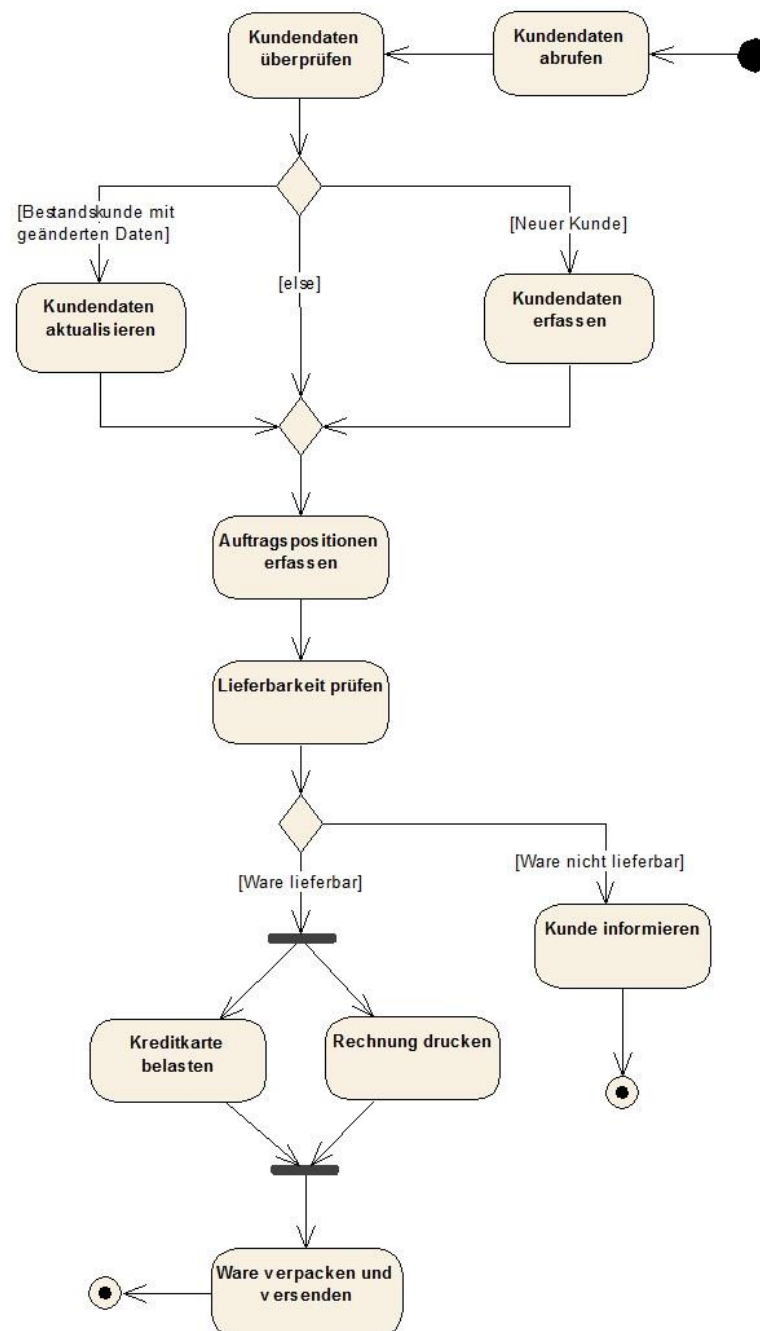 Kundendaten
überprüfen
Kundendaten
abrufen
[Bestandskunde mit
geänderten Daten]
[else]
[Neuer Kunde]
Kundendaten
aktualisieren
Kundendaten
erfassen
Auftragspositionen
erfassen
Lieferbarkeit prüfen
[Ware lieferbar]
[Ware nicht lieferbar]
Kunde informieren
Kreditkarte
belasten
Rechnung drucken
Ware verpacken und
versenden